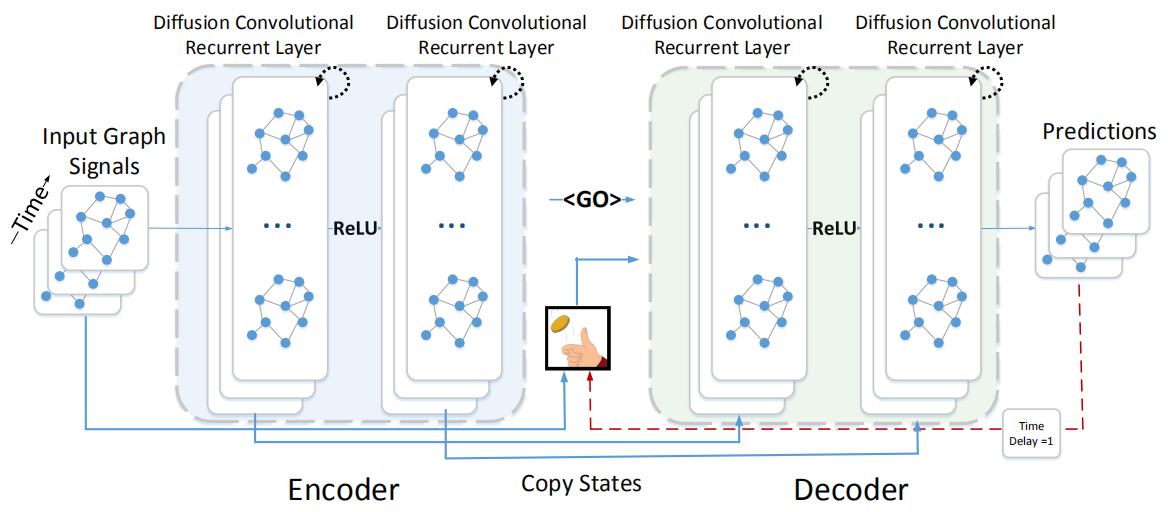 Diffusion Convolutional
Recurrent Layer
Diffusion Convolutional
Recurrent Layer
Diffusion Convolutional
Recurrent Layer
Diffusion Convolutional
Recurrent Layer
Input Graph
Signals
Time
Predictions
...
ReLU
...
<GO>
...
ReLU
...
Time
Delay =1
Encoder
Copy States
Decoder